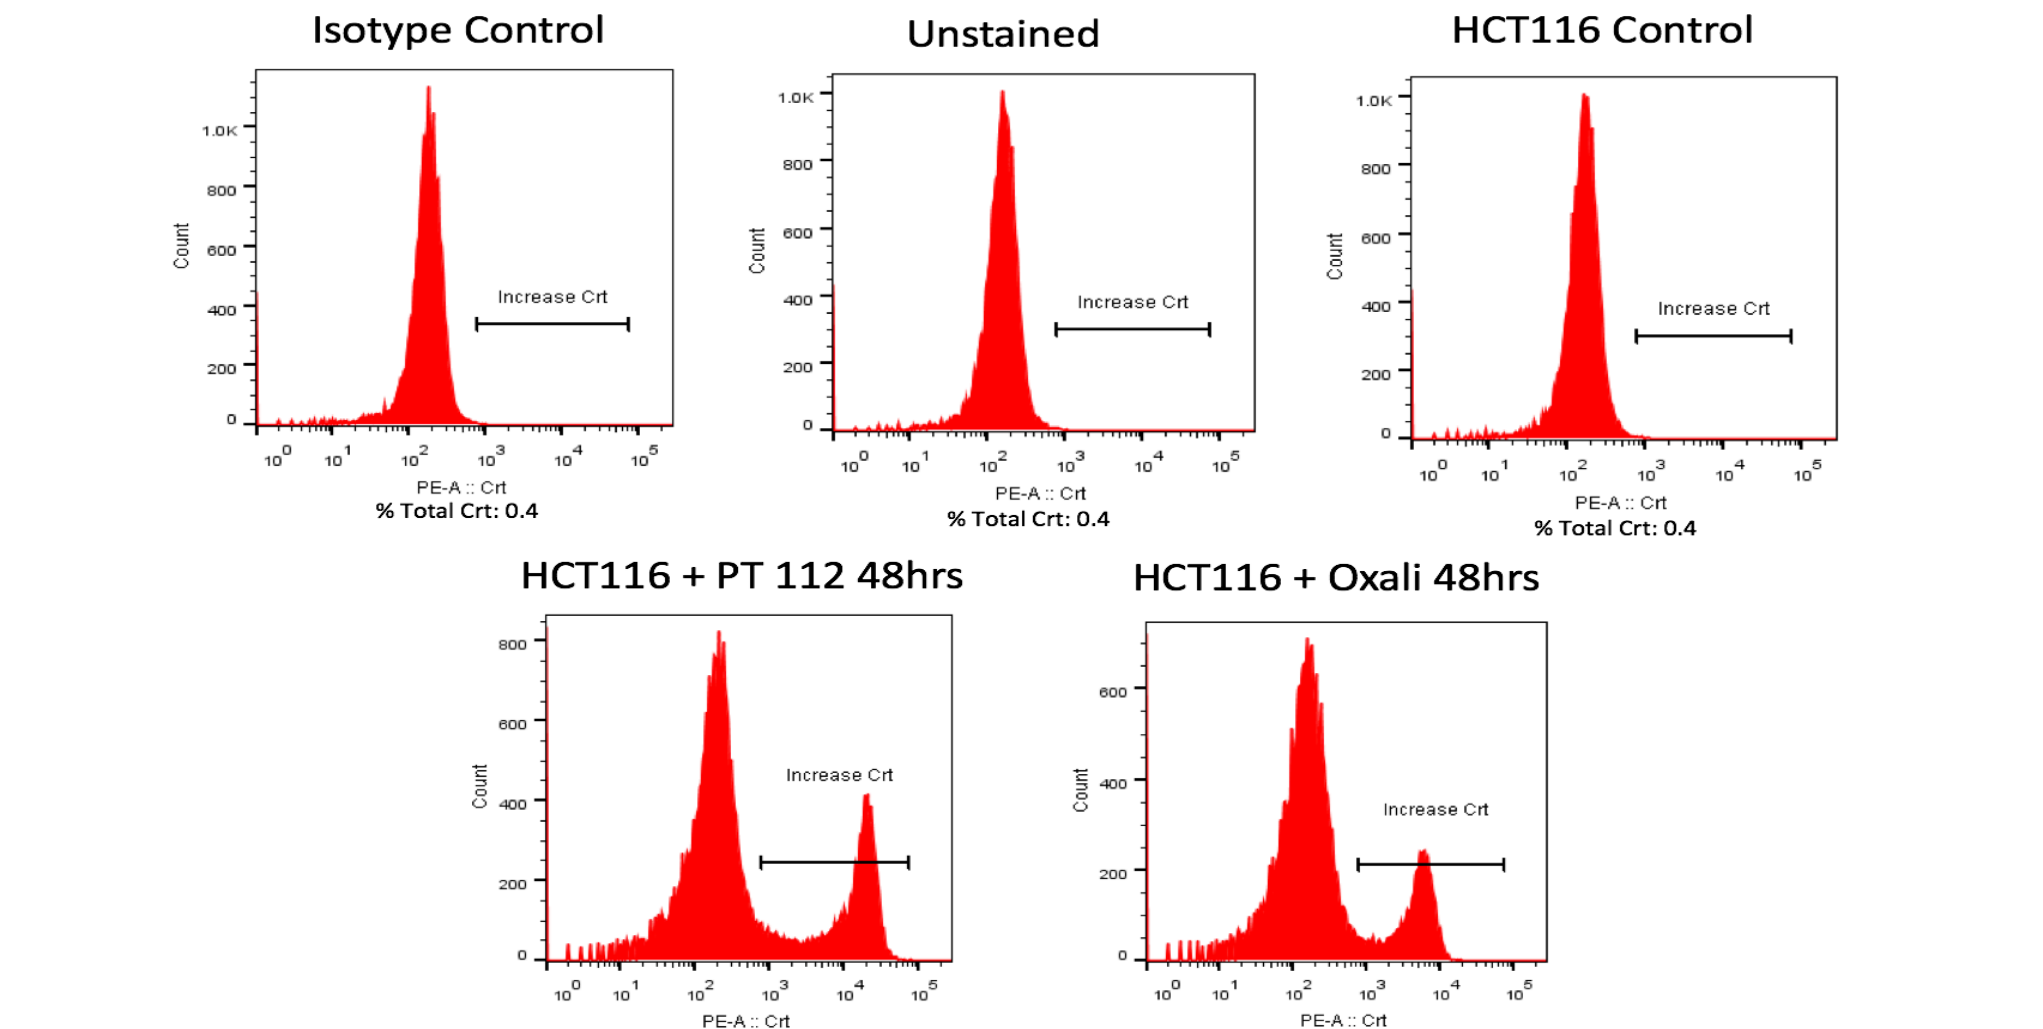 Isotype Control
Unstained
HCT116 Control
1.0K
800
600
400
200
0
Count
Increase Crt
10^0 10^1 10^2 10^3 10^4 10^5
PE-A :: Crt
% Total Crt: 0.4
1.0K
800
600
400
200
0
Count
Increase Crt
10^0 10^1 10^2 10^3 10^4 10^5
PE-A :: Crt
% Total Crt: 0.4
1.0K
800
600
400
200
0
Count
Increase Crt
10^0 10^1 10^2 10^3 10^4 10^5
PE-A :: Crt
% Total Crt: 0.4
HCT116 + PT 112 48hrs
HCT116 + Oxali 48hrs
800
600
400
200
0
Count
Increase Crt
10^0 10^1 10^2 10^3 10^4 10^5
PE-A :: Crt
600
400
200
0
Count
Increase Crt
10^0 10^1 10^2 10^3 10^4 10^5
PE-A :: Crt